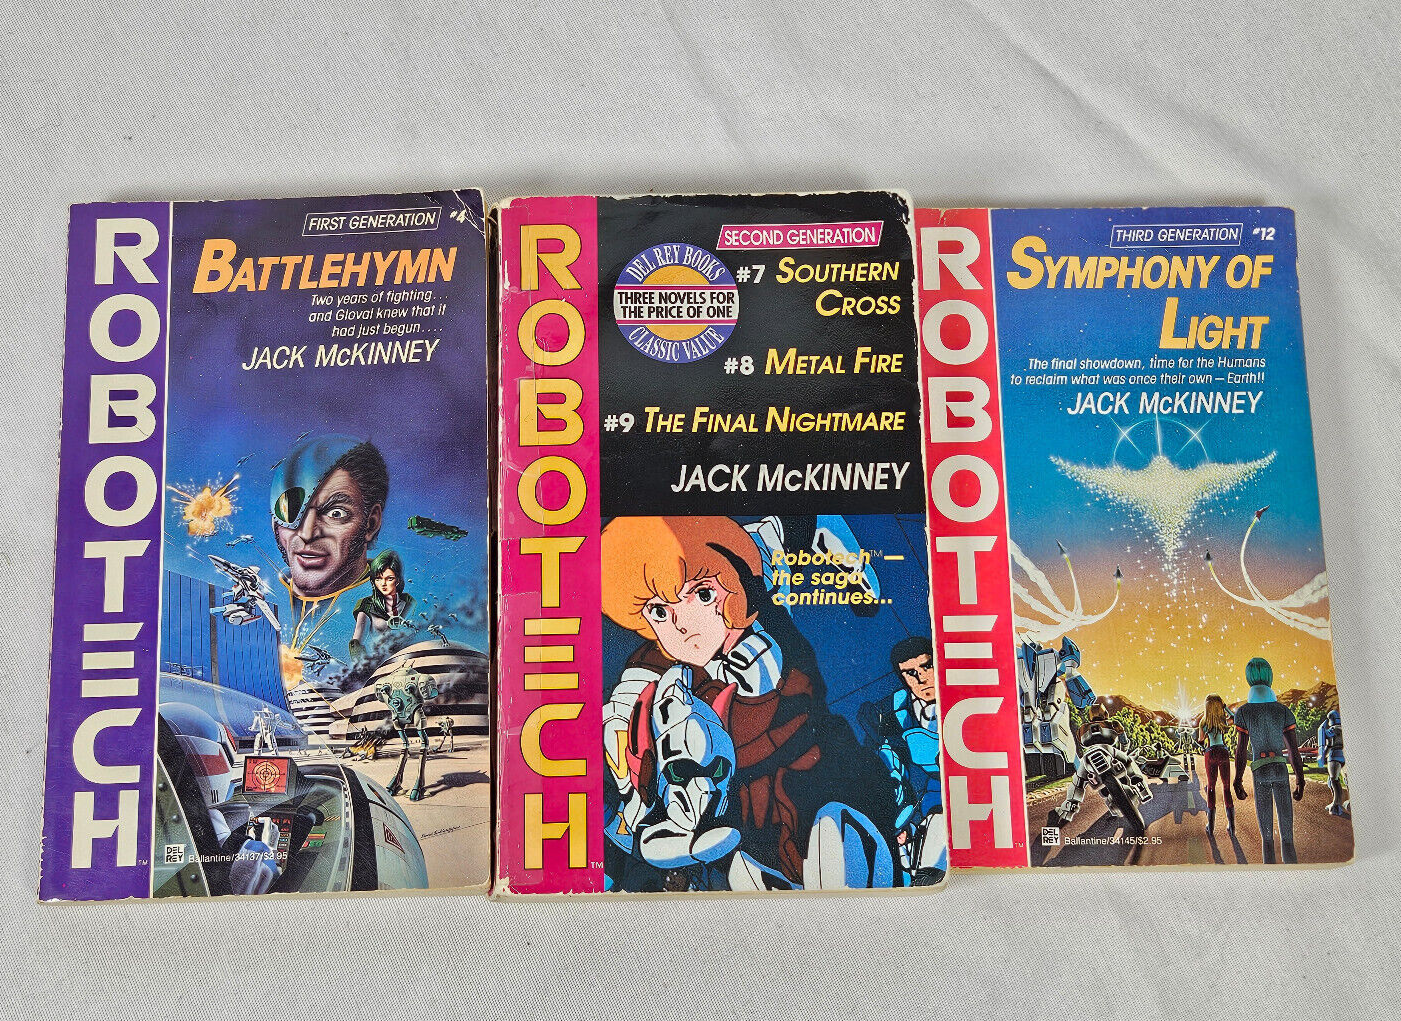 ROBOTECH
FIRST GENERATION #4
BATTLEHYMN
Two years of fighting...
and Gloval knew that it
had just begun....
JACK McKINNEY
DEL
REY
Ballantine/34137/$2.95
TM
ROBOTECH
SECOND GENERATION
DEL REY BOOKS
THREE NOVELS FOR
THE PRICE OF ONE
CLASSIC VALUE
#7 SOUTHERN
CROSS
#8 METAL FIRE
#9 THE FINAL NIGHTMARE
JACK McKINNEY
Robotech™—
the saga
continues...
TM
ROBOTECH
THIRD GENERATION #12
SYMPHONY OF
LIGHT
The final showdown, time for the Humans
to reclaim what was once their own — Earth!!
JACK McKINNEY
DEL
REY
Ballantine/34145/$2.95
TM